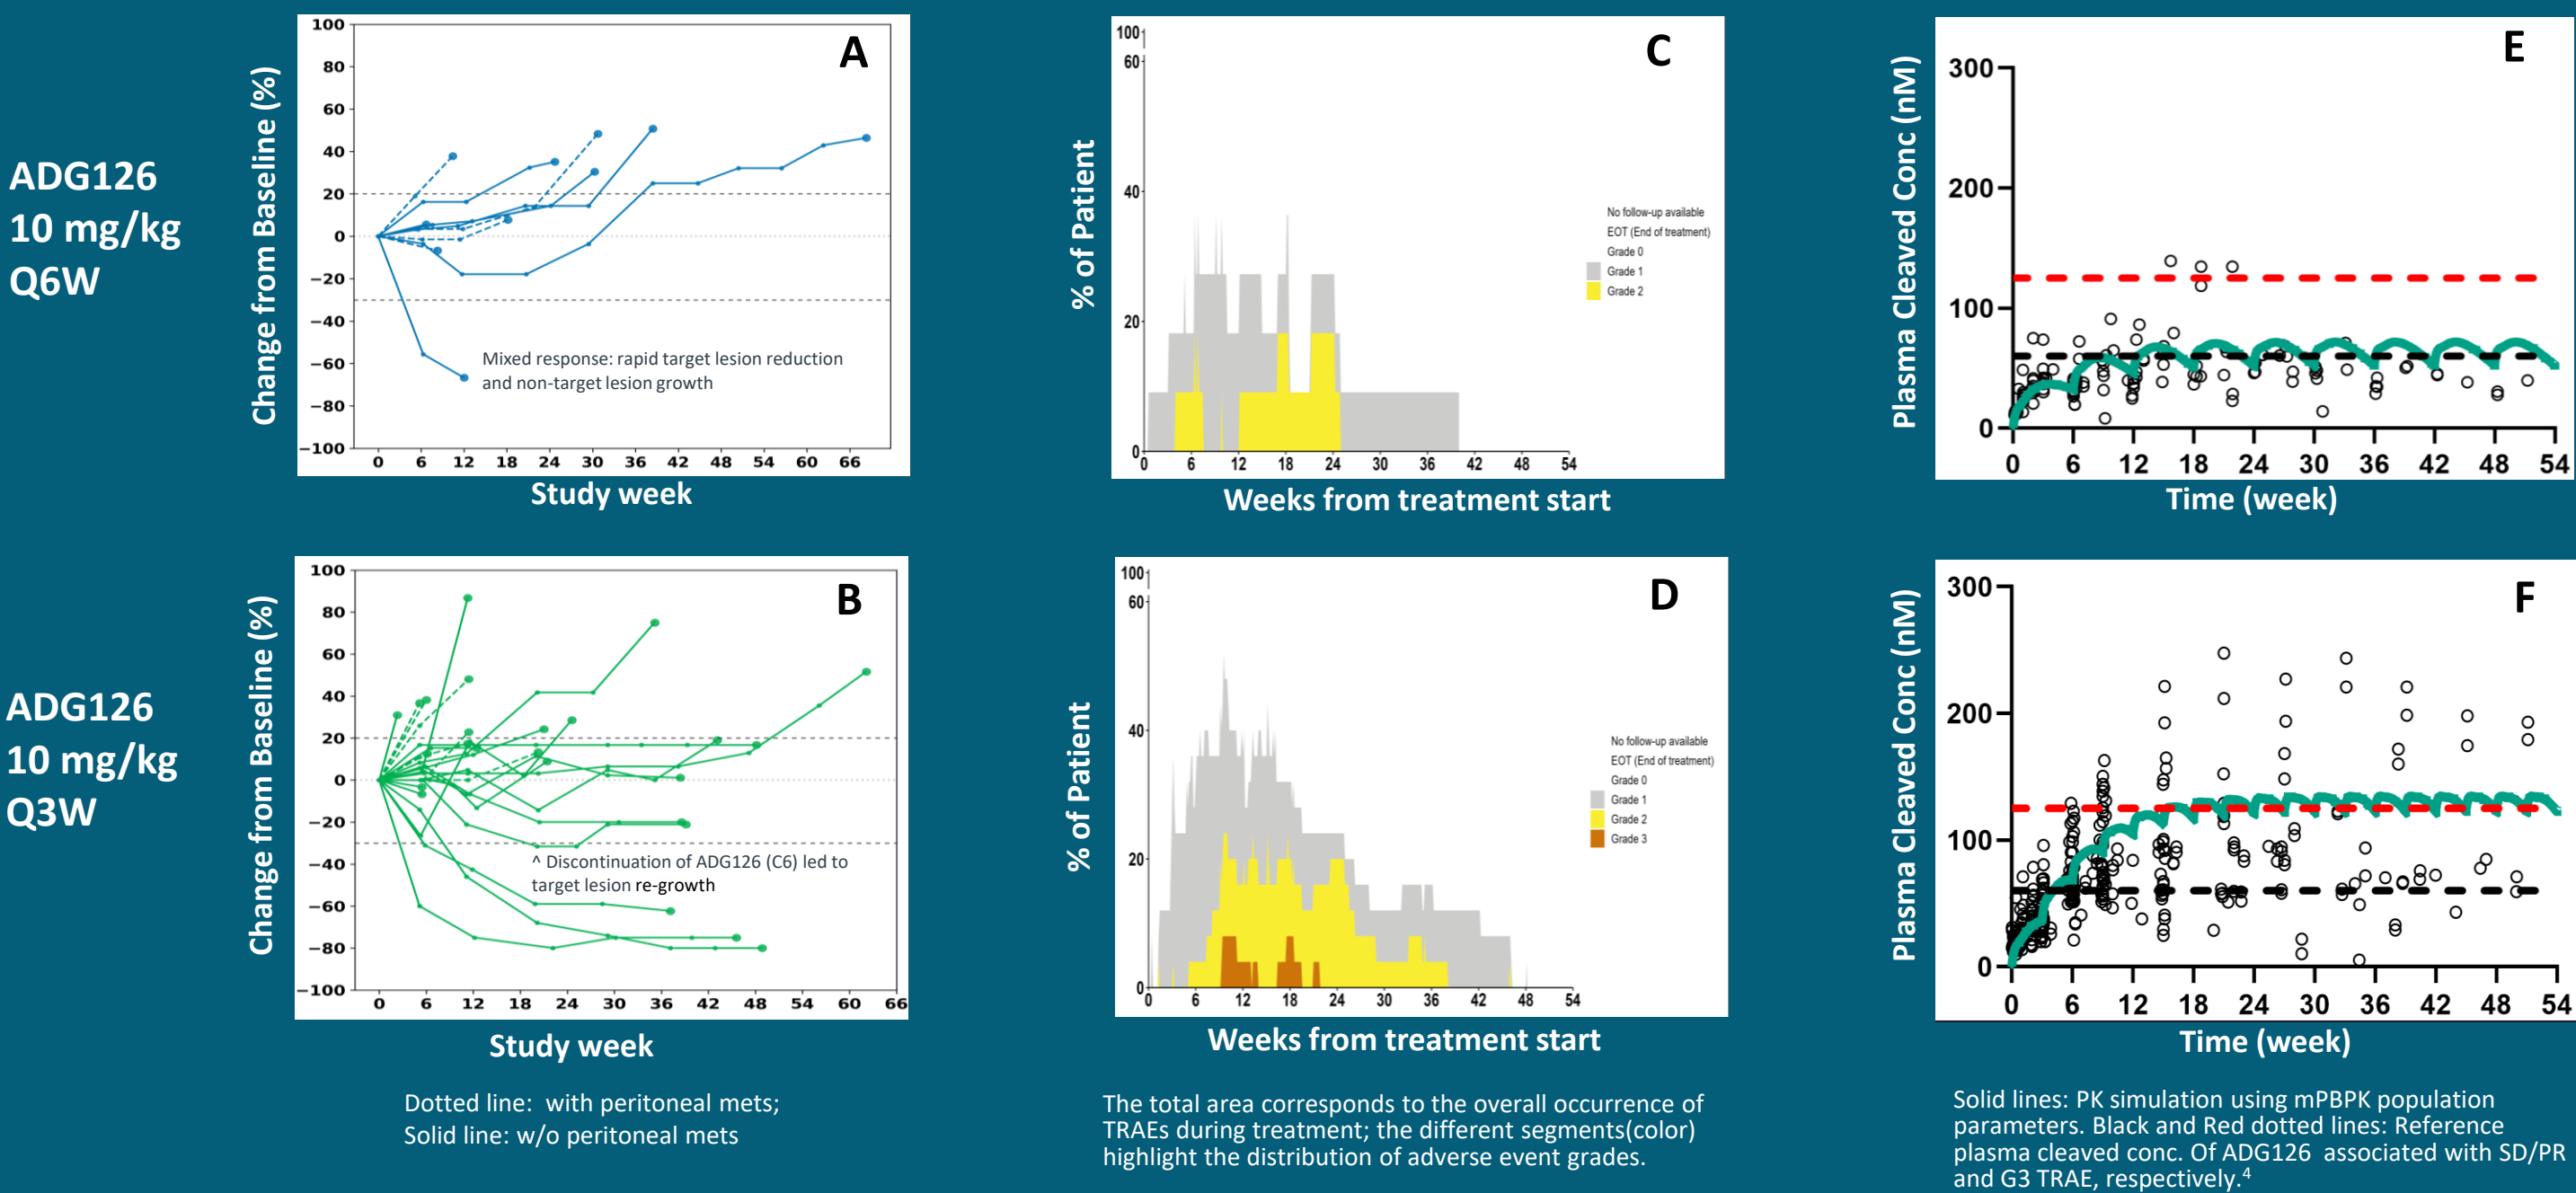 ADG126
10 mg/kg
Q6W
Change from Baseline (%)
100
80
60
40
20
0
−20
−40
−60
−80
−100
A
Mixed response: rapid target lesion reduction
and non-target lesion growth
0 6 12 18 24 30 36 42 48 54 60 66
Study week
% of Patient
100
60
40
20
0
C
No follow-up available
EOT (End of treatment)
Grade 0
Grade 1
Grade 2
0 6 12 18 24 30 36 42 48 54
Weeks from treatment start
Plasma Cleaved Conc (nM)
300
200
100
0
E
0 6 12 18 24 30 36 42 48 54
Time (week)
ADG126
10 mg/kg
Q3W
Change from Baseline (%)
100
80
60
40
20
0
−20
−40
−60
−80
−100
B
^ Discontinuation of ADG126 (C6) led to
target lesion re-growth
0 6 12 18 24 30 36 42 48 54 60 66
Study week
Dotted line: with peritoneal mets;
Solid line: w/o peritoneal mets
% of Patient
100
60
40
20
0
D
No follow-up available
EOT (End of treatment)
Grade 0
Grade 1
Grade 2
Grade 3
0 6 12 18 24 30 36 42 48 54
Weeks from treatment start
The total area corresponds to the overall occurrence of
TRAEs during treatment; the different segments(color)
highlight the distribution of adverse event grades.
Plasma Cleaved Conc (nM)
300
200
100
0
F
0 6 12 18 24 30 36 42 48 54
Time (week)
Solid lines: PK simulation using mPBPK population
parameters. Black and Red dotted lines: Reference
plasma cleaved conc. Of ADG126 associated with SD/PR
and G3 TRAE, respectively.⁴